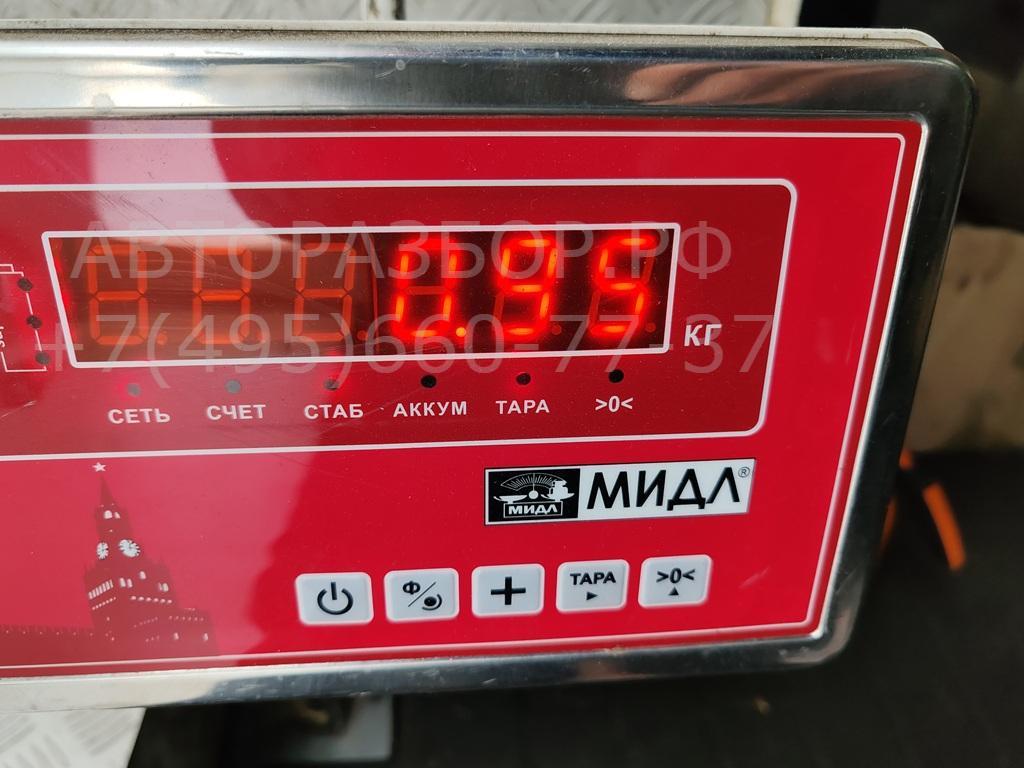 АВТОРАЗБОР.РФ
0.95
+7(495)660-77-37
КГ
СЕТЬ СЧЕТ СТАБ АККУМ ТАРА >0<
МИДЛ МИДЛ®
Ф ТАРА >0<